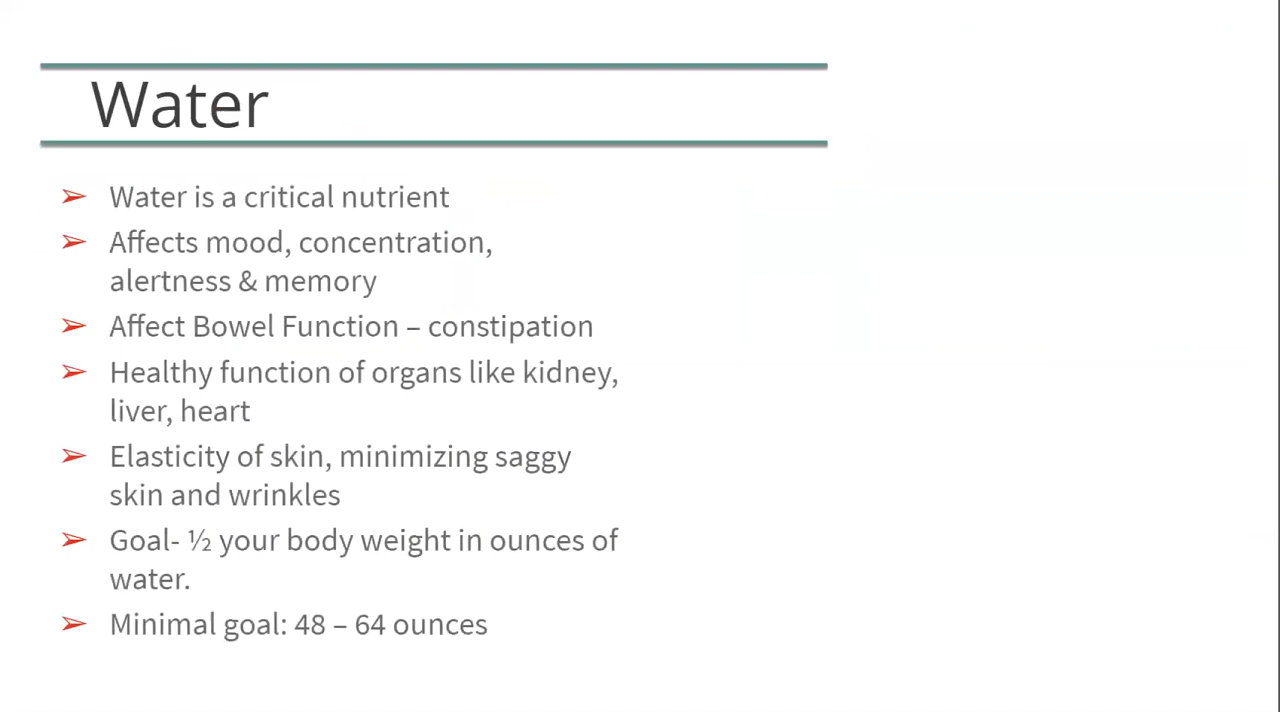 Water
➢ Water is a critical nutrient
➢ Affects mood, concentration,
alertness & memory
➢ Affect Bowel Function – constipation
➢ Healthy function of organs like kidney,
liver, heart
➢ Elasticity of skin, minimizing saggy
skin and wrinkles
➢ Goal- ½ your body weight in ounces of
water.
➢ Minimal goal: 48 – 64 ounces